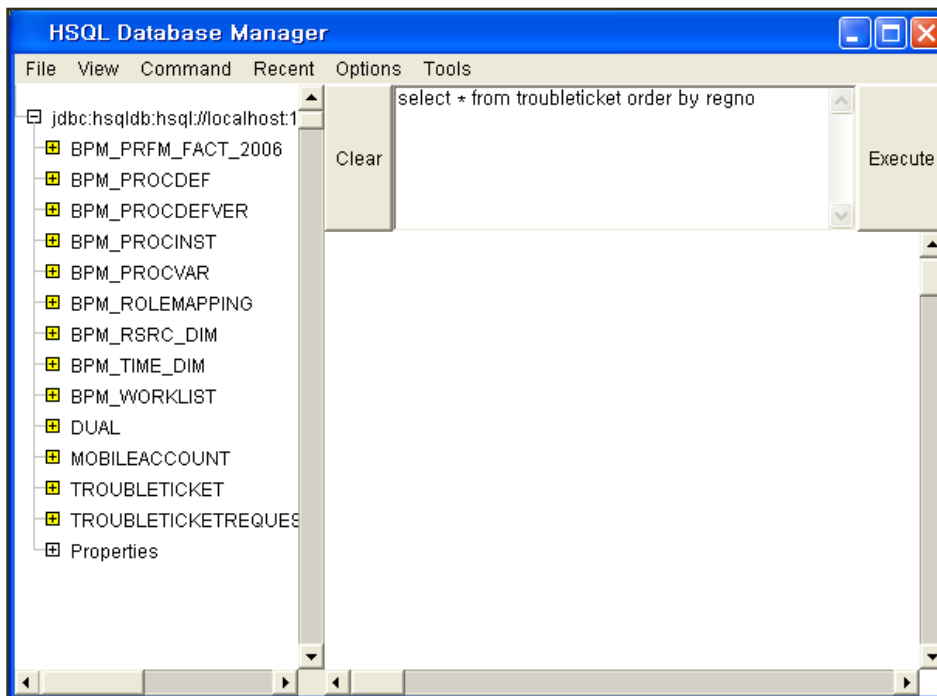 HSQL Database Manager
File View Command Recent Options Tools
jdbc:hsqldb:hsql://localhost:1
BPM_PRFM_FACT_2006
BPM_PROCDEF
BPM_PROCDEFVER
BPM_PROCINST
BPM_PROCVAR
BPM_ROLEMAPPING
BPM_RSRC_DIM
BPM_TIME_DIM
BPM_WORKLIST
DUAL
MOBILEACCOUNT
TROUBLETICKET
TROUBLETICKETREQUES
Properties
Clear
select * from troubleticket order by regno
Execute